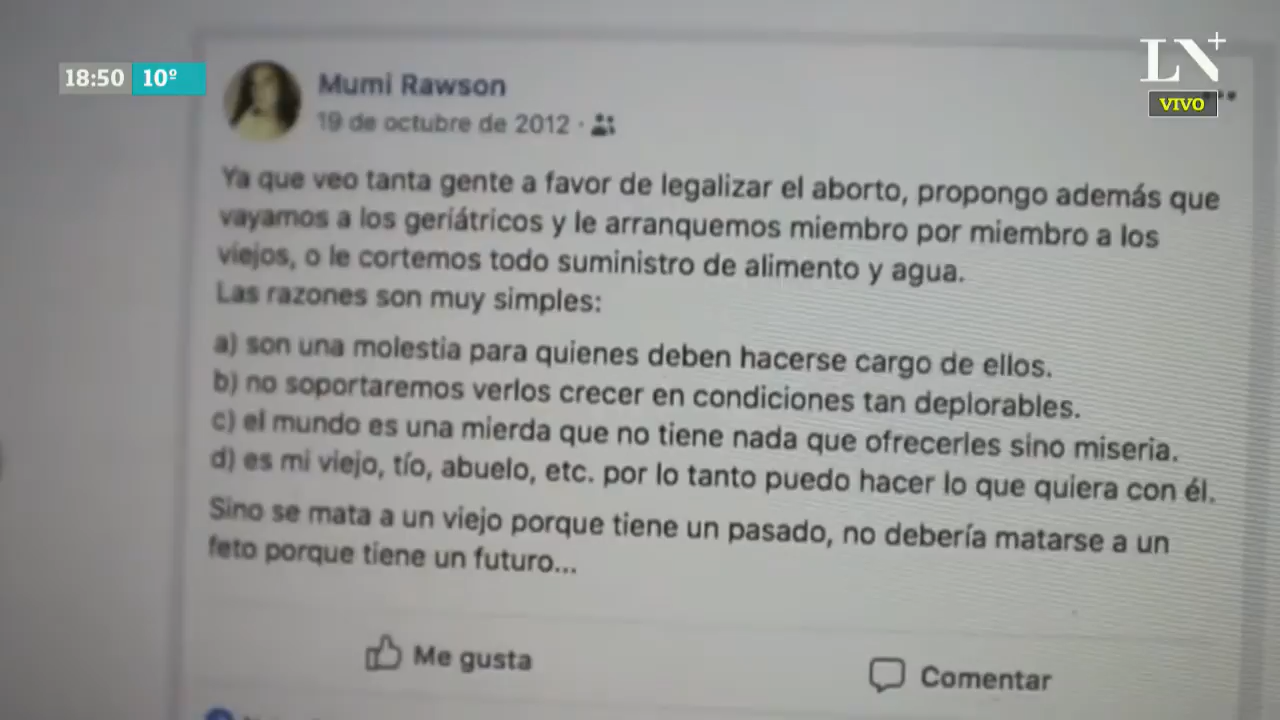 18:50 10º
LN+
VIVO
Mumi Rawson
19 de octubre de 2012 ·
Ya que veo tanta gente a favor de legalizar el aborto, propongo además que
vayamos a los geriátricos y le arranquemos miembro por miembro a los
viejos, o le cortemos todo suministro de alimento y agua.
Las razones son muy simples:
a) son una molestia para quienes deben hacerse cargo de ellos.
b) no soportaremos verlos crecer en condiciones tan deplorables.
c) el mundo es una mierda que no tiene nada que ofrecerles sino miseria.
d) es mi viejo, tío, abuelo, etc. por lo tanto puedo hacer lo que quiera con él.
Sino se mata a un viejo porque tiene un pasado, no debería matarse a un
feto porque tiene un futuro...
Me gusta
Comentar